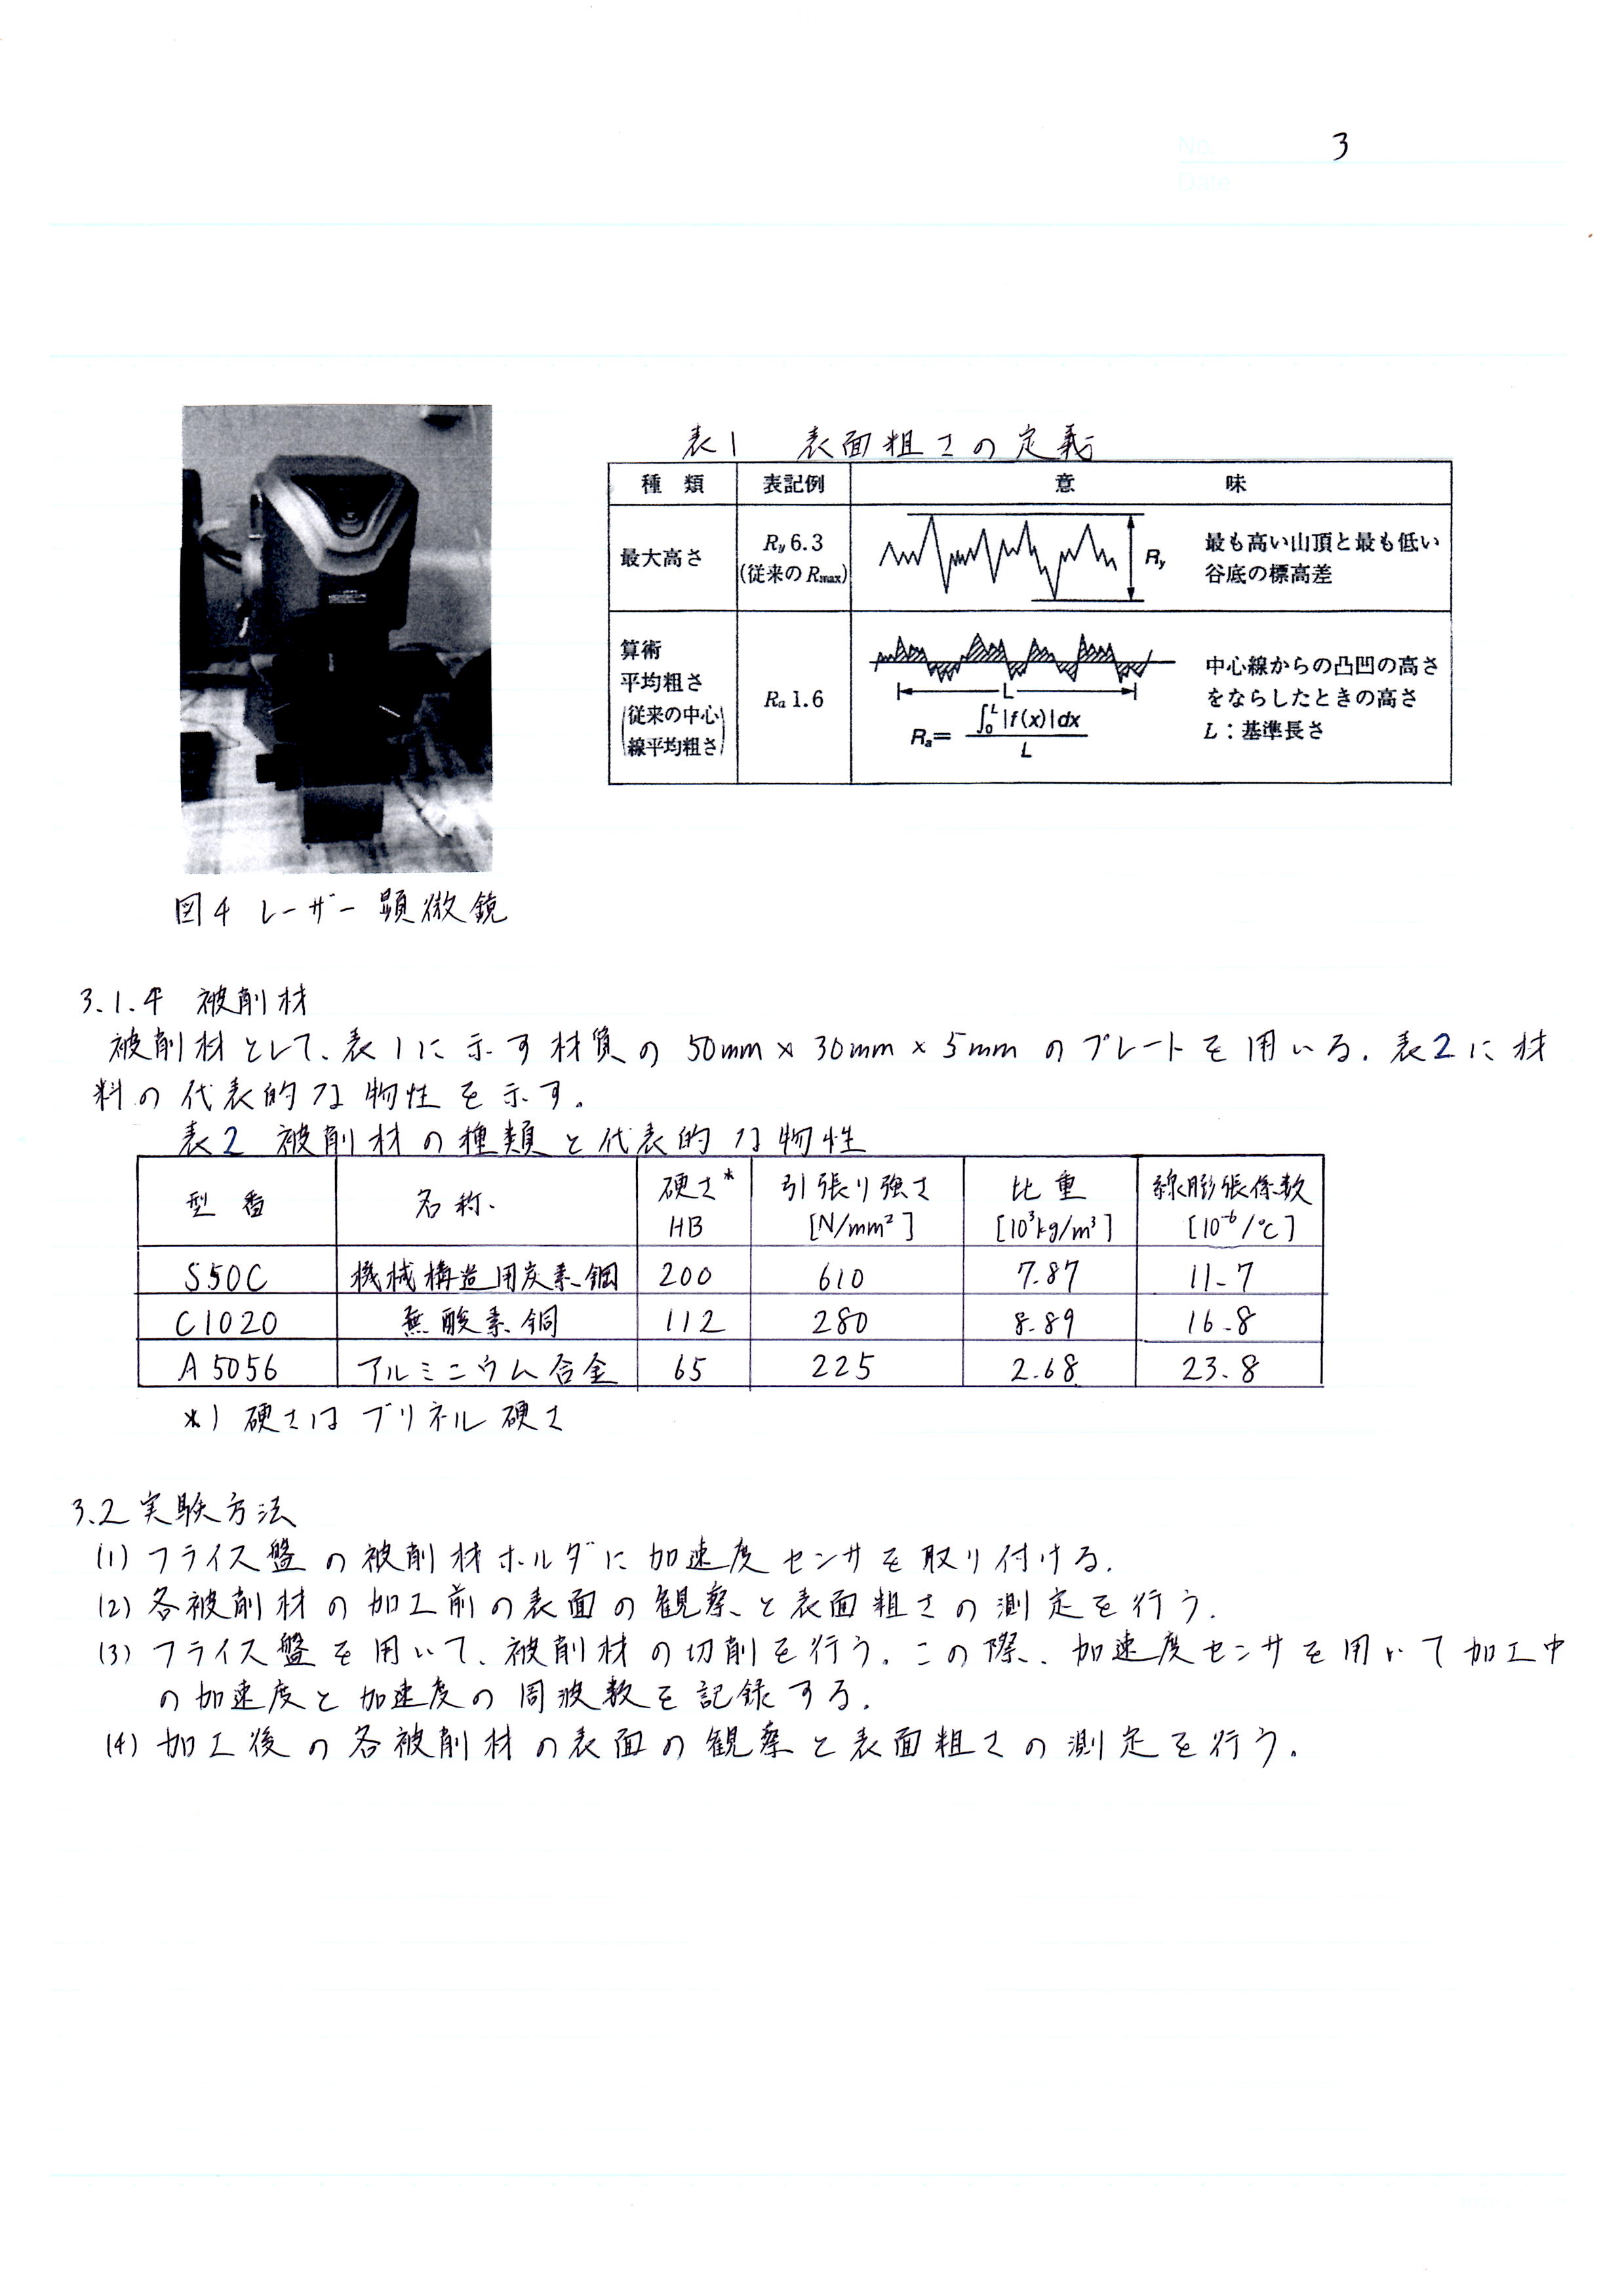 No.
3
Date
表1 表面粗さの定義
種 類 表記例 意 味
最大高さ Ry 6.3 (従来のRmax) Ry 最も高い山頂と最も低い
谷底の標高差
算術
平均粗さ
(従来の中心
線平均粗さ)
Ra 1.6
L
Ra= ∫₀ᴸ|f(x)|dx / L
中心線からの凸凹の高さ
をならしたときの高さ
L:基準長さ
図4 レーザー顕微鏡
3.1.4 被削材
被削材として、表1に示す材質の 50mm×30mm×5mm のプレートを用いる。表2に材
料の代表的な物性を示す。
表2 被削材の種類と代表的な物性
型番 名称 硬さ* HB 引張り強さ [N/mm²] 比重 [10³kg/m³] 線膨張係数 [10⁻⁶/℃]
S50C 機械構造用炭素鋼 200 610 7.87 11.7
C1020 無酸素銅 112 280 8.89 16.8
A5056 アルミニウム合金 65 225 2.68 23.8
*) 硬さはブリネル硬さ
3.2 実験方法
(1) フライス盤の被削材ホルダに加速度センサを取り付ける。
(2) 各被削材の加工前の表面の観察と表面粗さの測定を行う。
(3) フライス盤を用いて、被削材の切削を行う。この際、加速度センサを用いて加工中
の加速度と加速度の周波数を記録する。
(4) 加工後の各被削材の表面の観察と表面粗さの測定を行う。